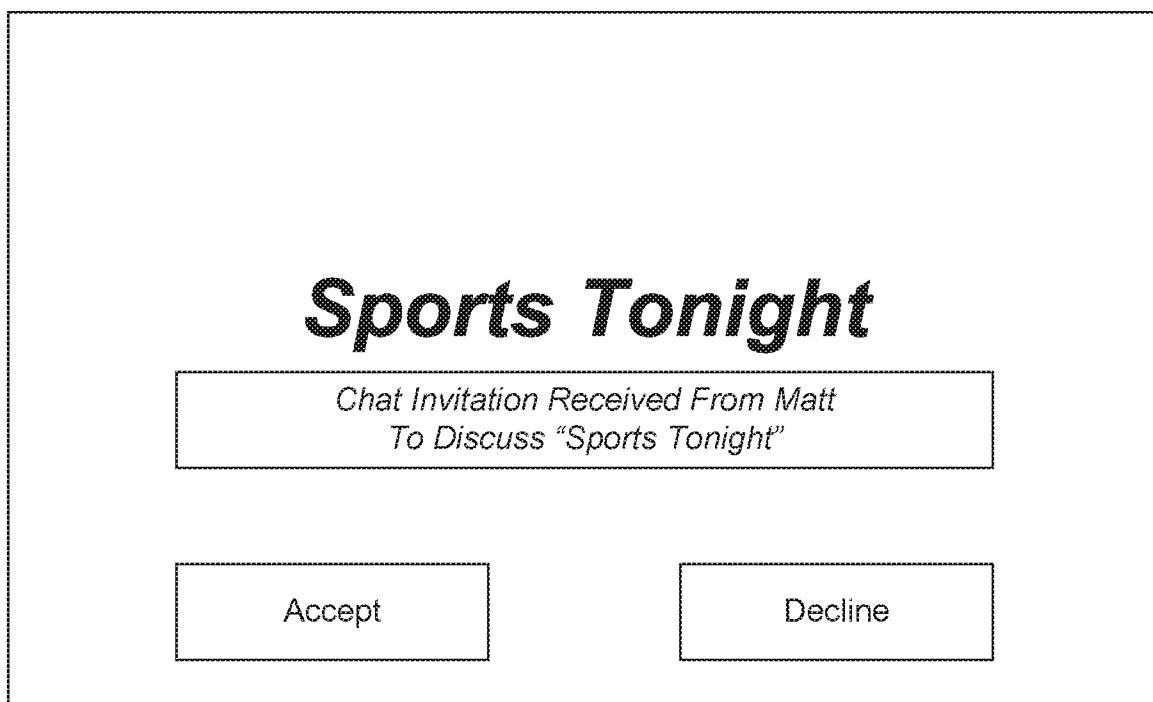 Sports Tonight
Chat Invitation Received From Matt
To Discuss “Sports Tonight”
Accept
Decline